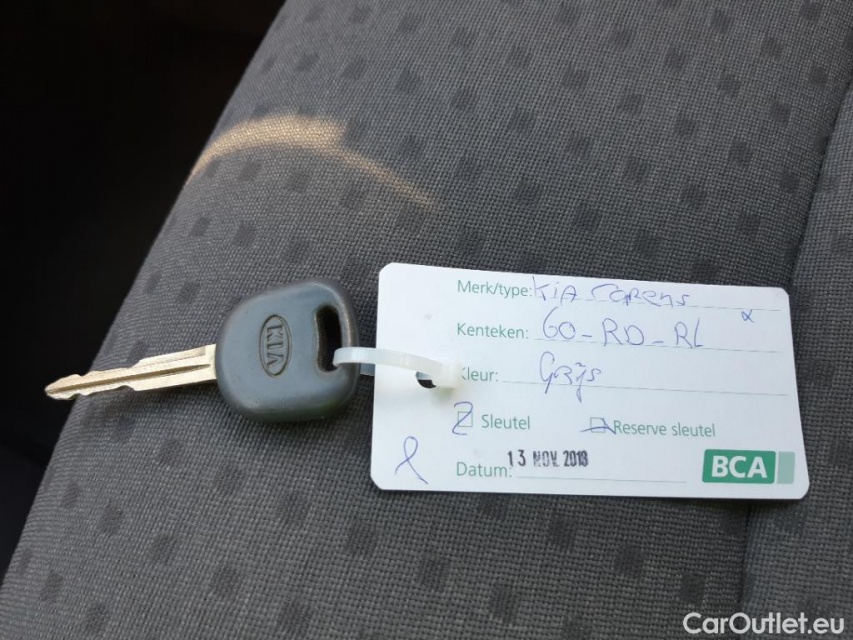 KIA
Merk/type: Kia Carens
Kenteken: 60-RD-RL
Kleur: Grijs
Sleutel Reserve sleutel
Datum: 13 NOV. 2018
BCA
CarOutlet.eu